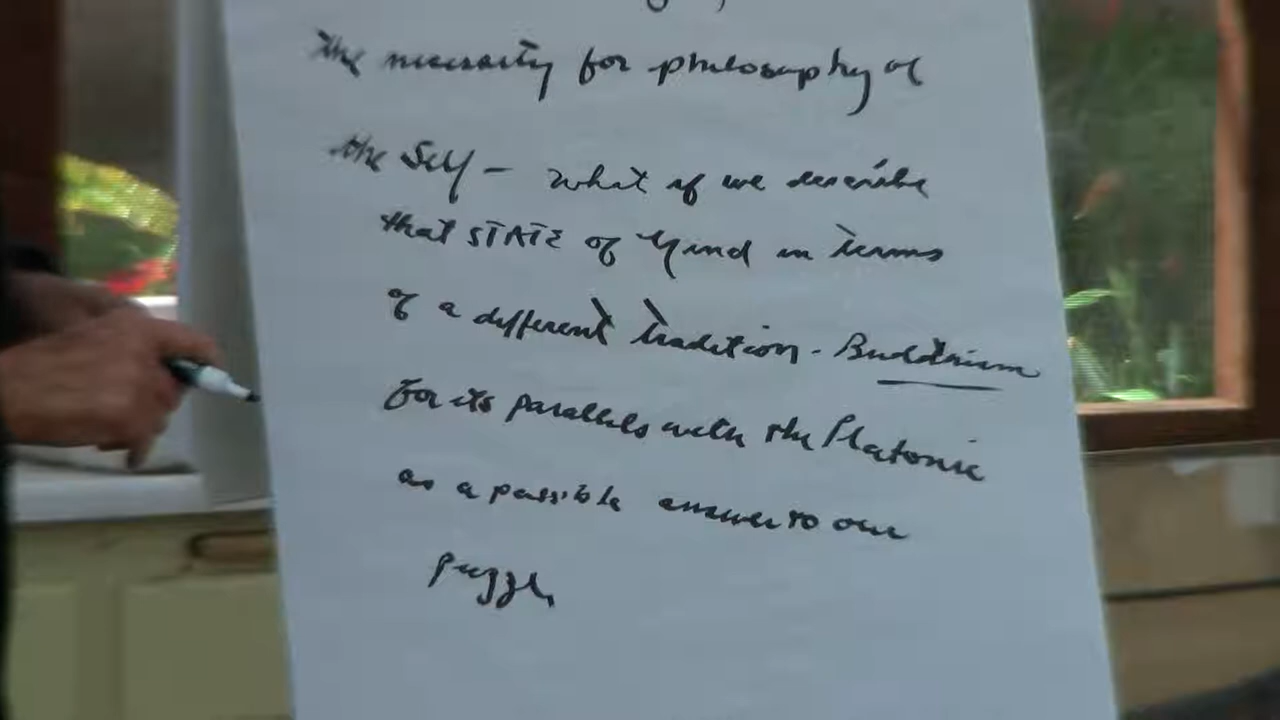 the necessity for philosophy of
the Self – what if we describe
that STATE of Mind in terms
of a different Tradition - Buddhism
For its parallels with the Platonic
as a possible answer to our
puzzle,